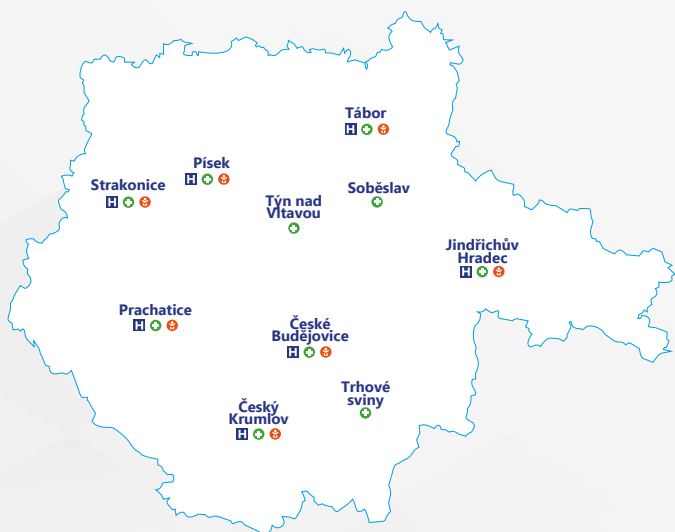 Tábor
H
Písek
H
Strakonice
H
Soběslav
Týn nad
Vltavou
Jindřichův
Hradec
H
Prachatice
H
České
Budějovice
H
Trhové
sviny
Český
Krumlov
H